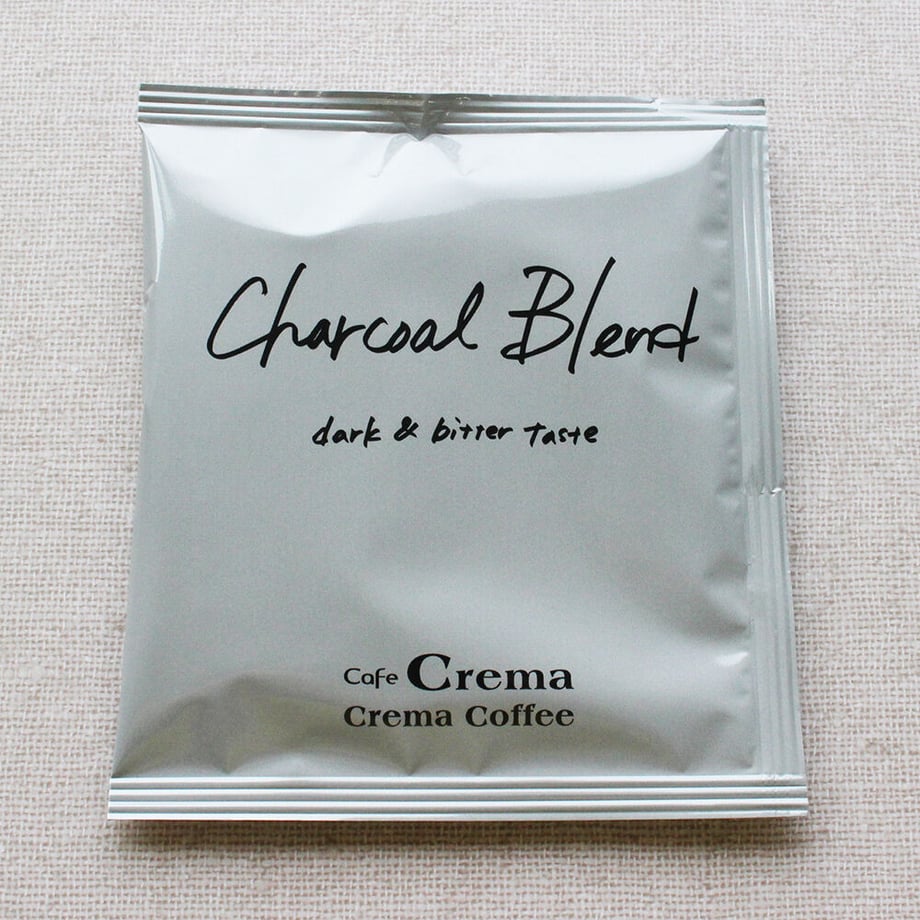 Charcoal Blend
dark & bitter taste
Cafe Crema
Crema Coffee